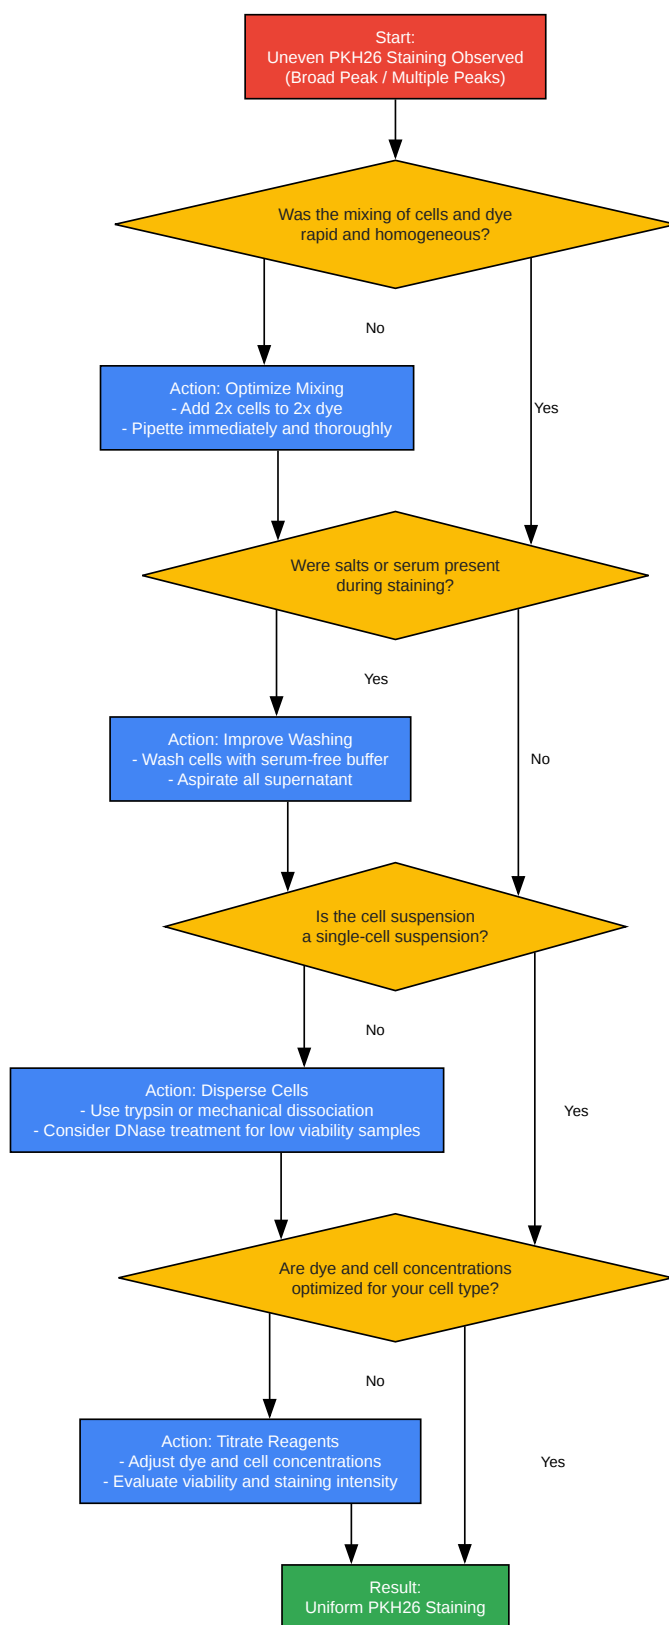 Start:
Uneven PKH26 Staining Observed
(Broad Peak / Multiple Peaks)
Was the mixing of cells and dye
rapid and homogeneous?
No
Action: Optimize Mixing
- Add 2x cells to 2x dye
- Pipette immediately and thoroughly
Yes
Were salts or serum present
during staining?
Yes
Action: Improve Washing
- Wash cells with serum-free buffer
- Aspirate all supernatant
No
Is the cell suspension
a single-cell suspension?
No
Action: Disperse Cells
- Use trypsin or mechanical dissociation
- Consider DNase treatment for low viability samples
Yes
Are dye and cell concentrations
optimized for your cell type?
No
Action: Titrate Reagents
- Adjust dye and cell concentrations
- Evaluate viability and staining intensity
Yes
Result:
Uniform PKH26 Staining